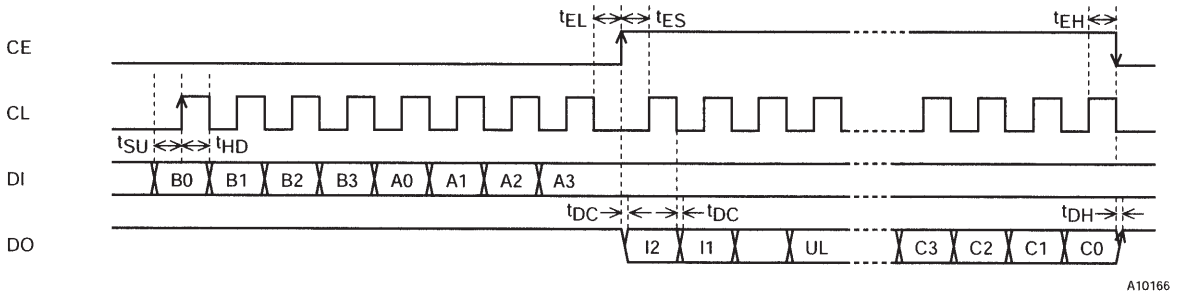 tEL tES tEH
CE
CL
tSU tHD
DI B0 B1 B2 B3 A0 A1 A2 A3
tDC tDC tDH
DO I2 I1 UL C3 C2 C1 C0
A10166